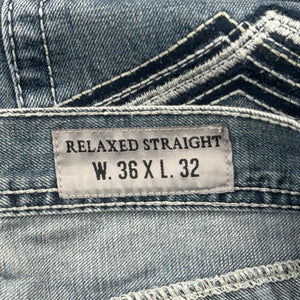 RELAXED STRAIGHT
W. 36 X L. 32